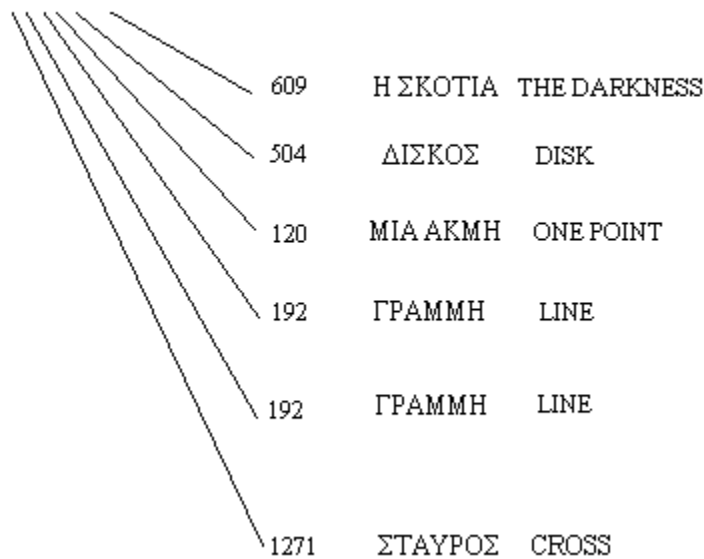 609 Η ΣΚΟΤΙΑ THE DARKNESS
504 ΔΙΣΚΟΣ DISK
120 ΜΙΑ ΑΚΜΗ ONE POINT
192 ΓΡΑΜΜΗ LINE
192 ΓΡΑΜΜΗ LINE
1271 ΣΤΑΥΡΟΣ CROSS